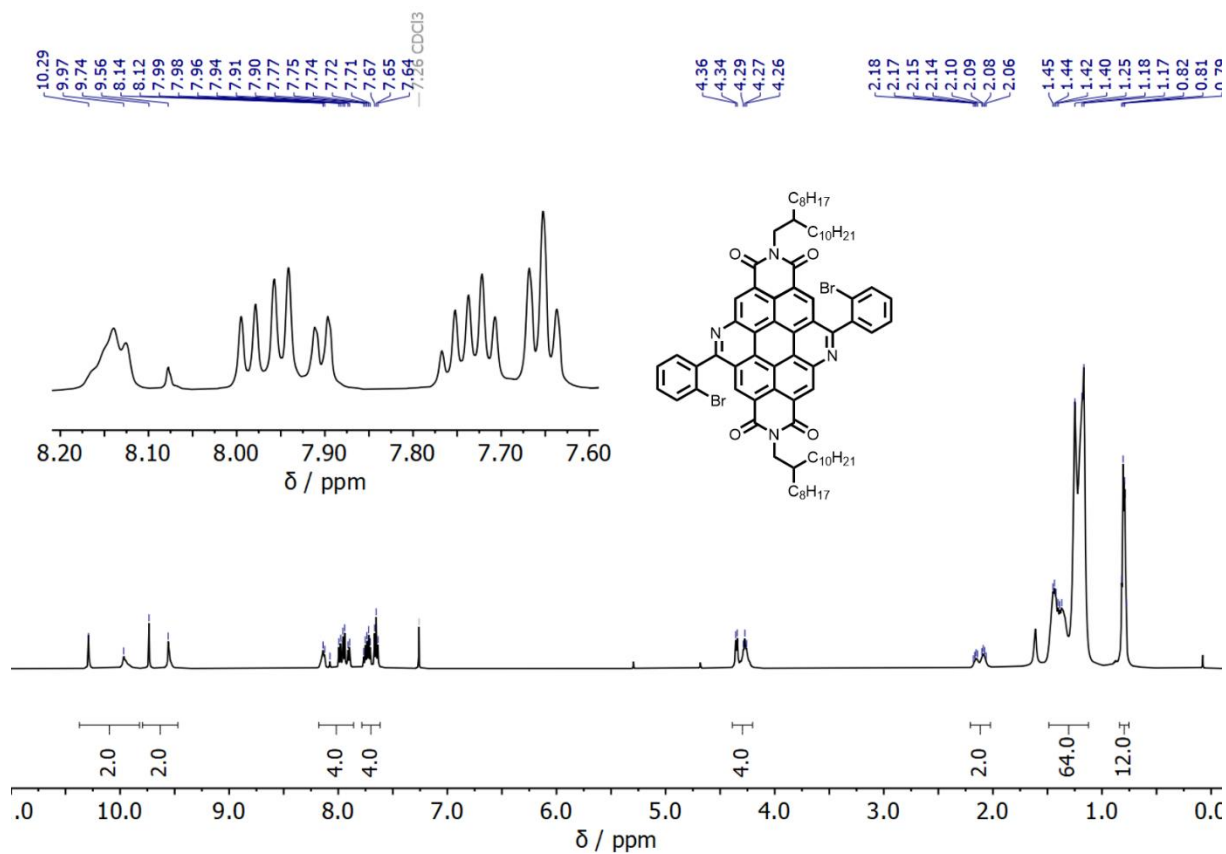 10.29 9.97 9.74 9.56 8.14 8.12 7.99 7.98 7.96 7.94 7.91 7.90 7.77 7.75 7.74 7.72 7.71 7.67 7.65 7.64 7.26 CDCl3
4.36 4.34 4.29 4.27 4.26
2.18 2.17 2.15 2.14 2.10 2.09 2.08 2.06
1.45 1.44 1.42 1.40 1.25 1.18 1.17 0.82 0.81 0.79
C8H17
C10H21
O N O
Br
N
N
Br
O N O
C10H21
C8H17
8.20 8.10 8.00 7.90 7.80 7.70 7.60
δ / ppm
2.0 2.0 4.0 4.0 4.0 2.0 64.0 12.0
.0 10.0 9.0 8.0 7.0 6.0 5.0 4.0 3.0 2.0 1.0 0.0
δ / ppm